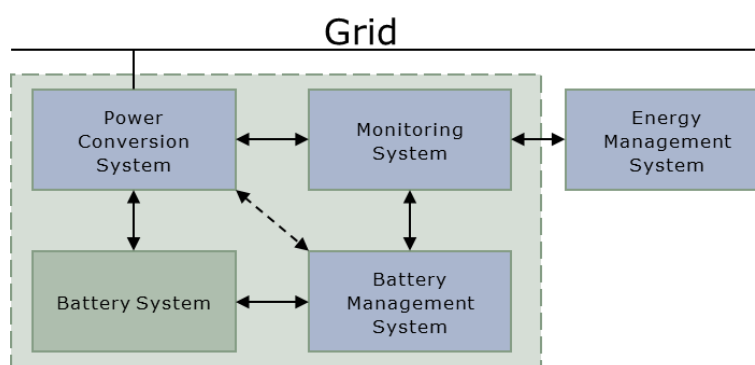 Grid
Power
Conversion
System
Monitoring
System
Energy
Management
System
Battery System
Battery
Management
System